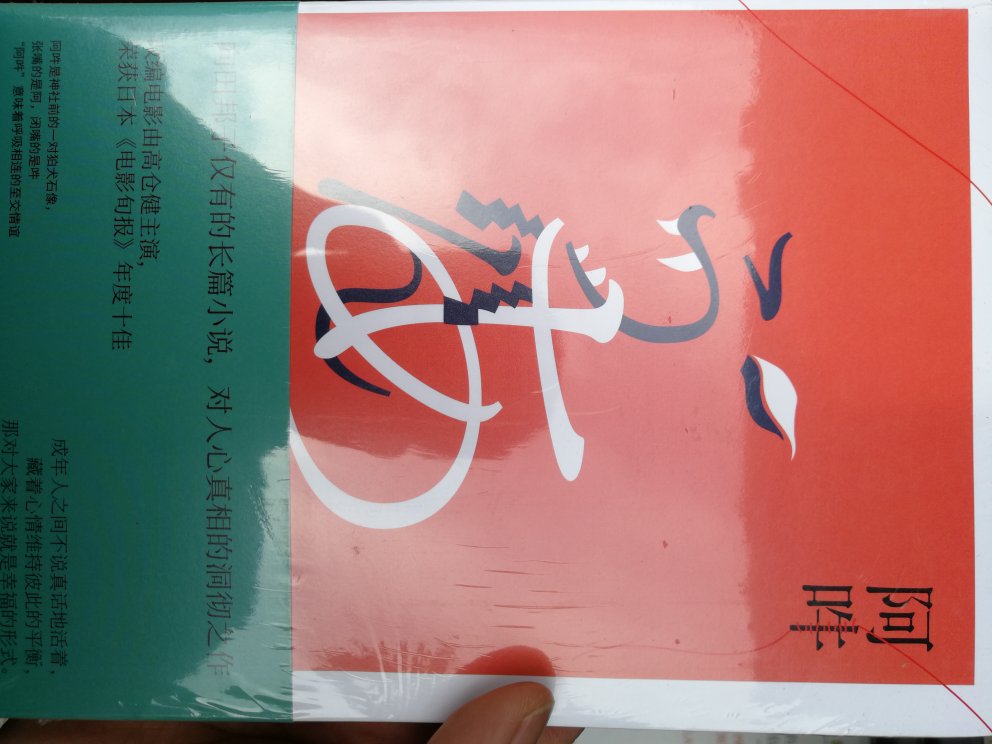 阿
吽
向田邦子仅有的长篇小说，对人心真相的洞彻之作
改编电影由高仓健主演，
荣获日本《电影旬报》年度十佳
阿吽是神社前的一对狛犬石像，
张嘴的是阿，闭嘴的是吽
“阿吽”意味着呼吸相连的至交情谊
成年人之间不说真话地活着，
藏着心情维持彼此的平衡，
那对大家来说就是幸福的形式。